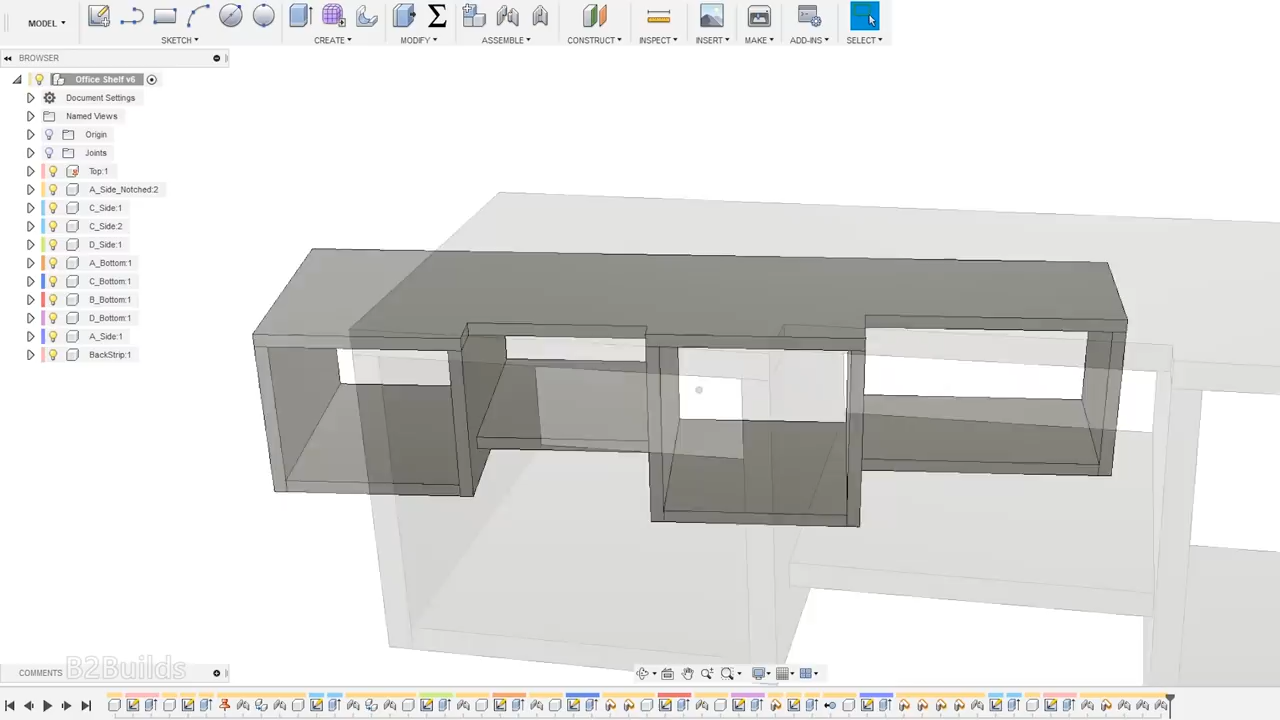 MODEL
SKETCH
CREATE
MODIFY
ASSEMBLE
CONSTRUCT
INSPECT
INSERT
MAKE
ADD-INS
SELECT
BROWSER
Office Shelf v6
Document Settings
Named Views
Origin
Joints
Top:1
A_Side_Notched:2
C_Side:1
C_Side:2
D_Side:1
A_Bottom:1
C_Bottom:1
B_Bottom:1
D_Bottom:1
A_Side:1
BackStrip:1
COMMENTS
B2Builds